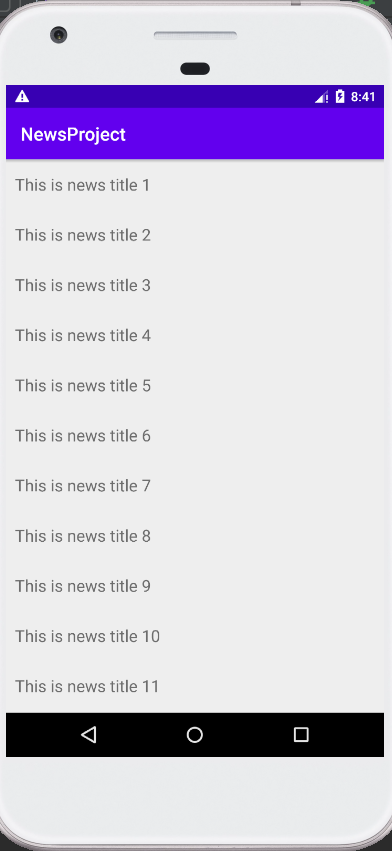 8:41
NewsProject
This is news title 1
This is news title 2
This is news title 3
This is news title 4
This is news title 5
This is news title 6
This is news title 7
This is news title 8
This is news title 9
This is news title 10
This is news title 11